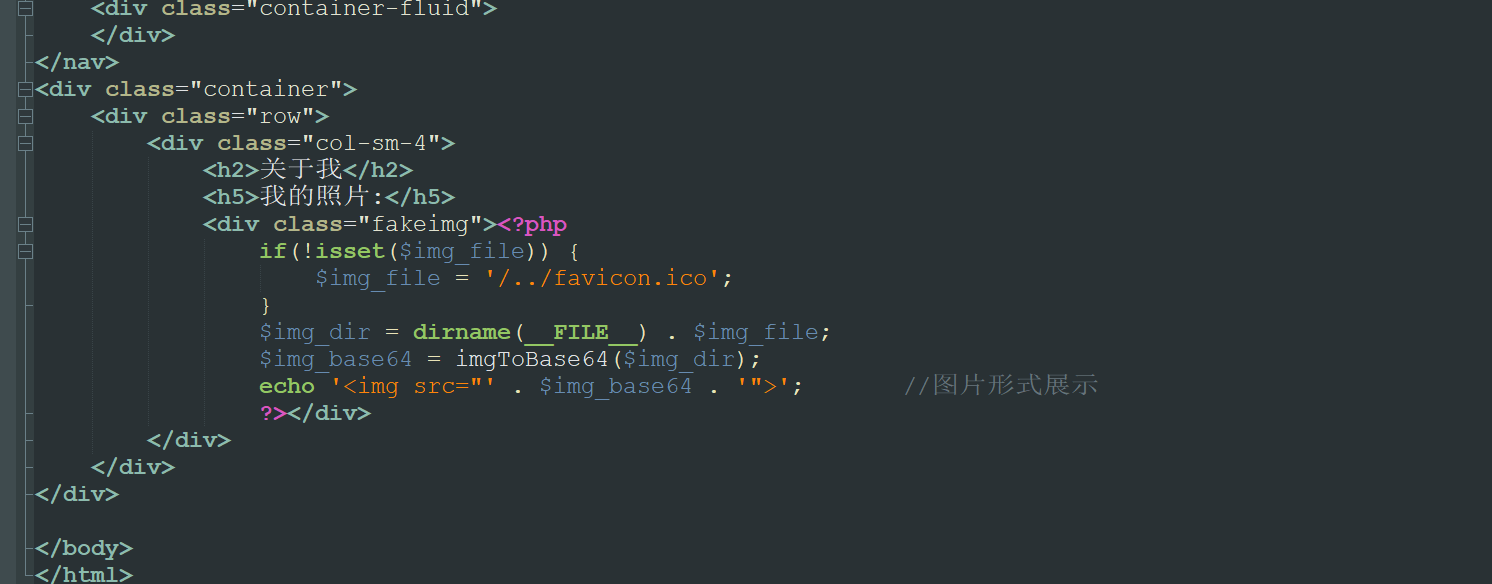 <div class="container-fluid">
</div>
</nav>
<div class="container">
<div class="row">
<div class="col-sm-4">
<h2>关于我</h2>
<h5>我的照片:</h5>
<div class="fakeimg"><?php
if(!isset($img_file)) {
$img_file = '/../favicon.ico';
}
$img_dir = dirname(__FILE__) . $img_file;
$img_base64 = imgToBase64($img_dir);
echo '<img src="' . $img_base64 . '">'; //图片形式展示
?></div>
</div>
</div>
</div>
</body>
</html>